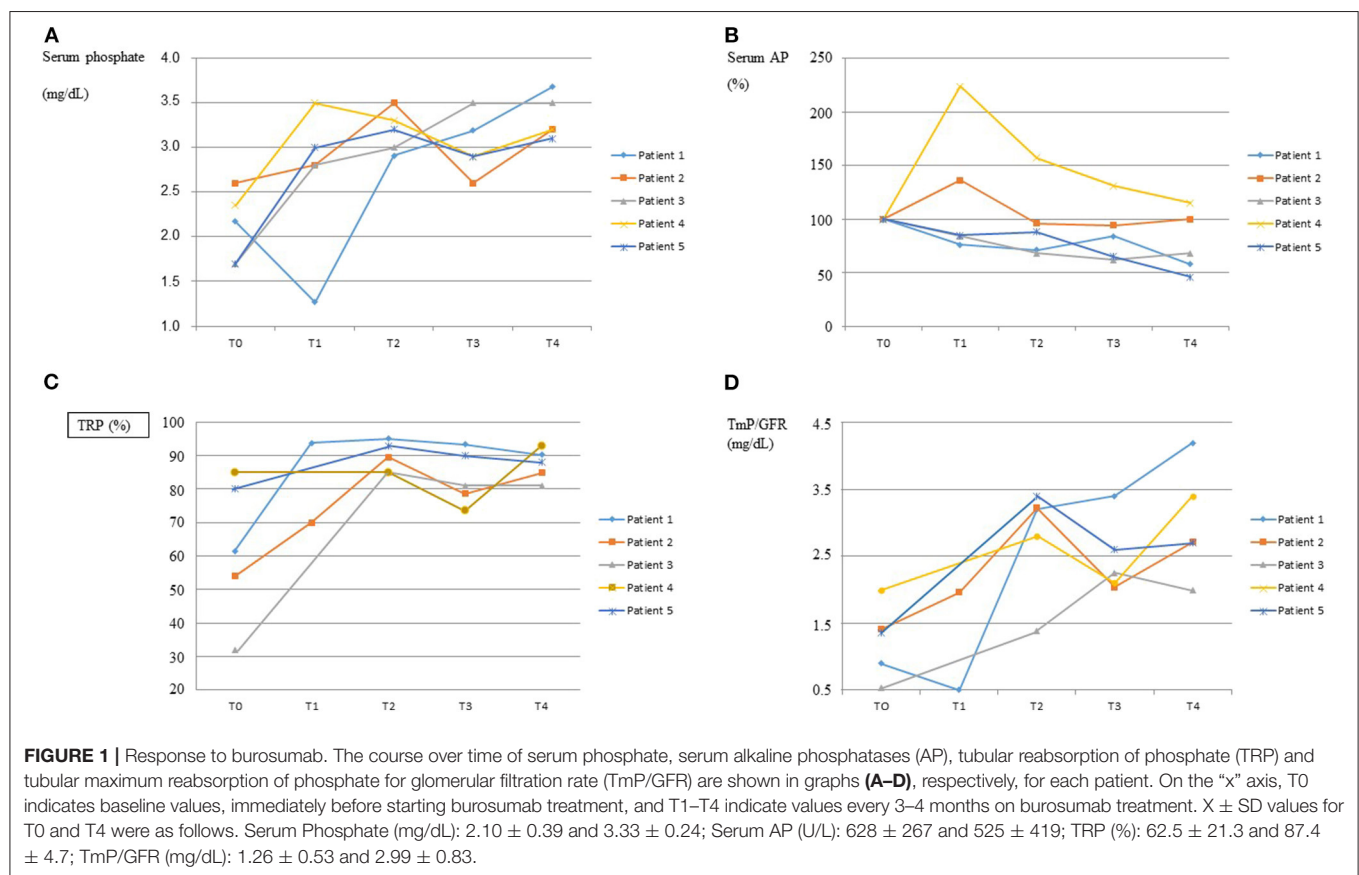 A
Serum phosphate
(mg/dL)
4.0
3.5
3.0
2.5
2.0
1.5
1.0
T0 T1 T2 T3 T4
Patient 1
Patient 2
Patient 3
Patient 4
Patient 5
B
Serum AP
(%)
250
200
150
100
50
0
T0 T1 T2 T3 T4
Patient 1
Patient 2
Patient 3
Patient 4
Patient 5
C
TRP (%)
100
90
80
70
60
50
40
30
20
T0 T1 T2 T3 T4
Patient 1
Patient 2
Patient 3
Patient 4
Patient 5
D
TmP/GFR
(mg/dL)
4.5
3.5
2.5
1.5
0.5
TO T1 T2 T3 T4
Patient 1
Patient 2
Patient 3
Patient 4
Patient 5
FIGURE 1 | Response to burosumab. The course over time of serum phosphate, serum alkaline phosphatases (AP), tubular reabsorption of phosphate (TRP) and
tubular maximum reabsorption of phosphate for glomerular filtration rate (TmP/GFR) are shown in graphs (A–D), respectively, for each patient. On the “x” axis, T0
indicates baseline values, immediately before starting burosumab treatment, and T1–T4 indicate values every 3–4 months on burosumab treatment. X ± SD values for
T0 and T4 were as follows. Serum Phosphate (mg/dL): 2.10 ± 0.39 and 3.33 ± 0.24; Serum AP (U/L): 628 ± 267 and 525 ± 419; TRP (%): 62.5 ± 21.3 and 87.4
± 4.7; TmP/GFR (mg/dL): 1.26 ± 0.53 and 2.99 ± 0.83.